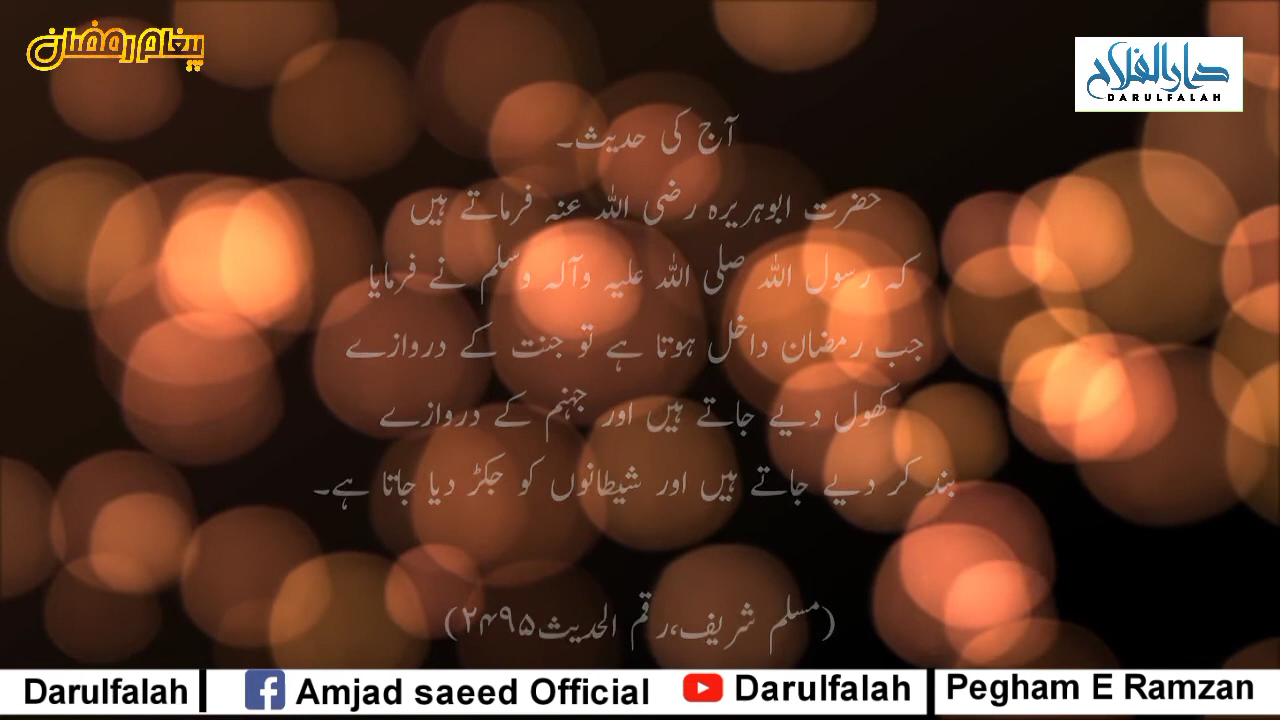 پیغام رمضان
دارالفلاح
DARULFALAH
آج کی حدیث۔
حضرت ابوہریرہ رضی اللہ عنہ فرماتے ہیں
کہ رسول اللہ صلی اللہ علیہ وآلہ وسلم نے فرمایا
جب رمضان داخل ہوتا ہے تو جنت کے دروازے
کھول دیے جاتے ہیں اور جہنم کے دروازے
بند کر دیے جاتے ہیں اور شیطانوں کو جکڑ دیا جاتا ہے۔
(مسلم شریف،رقم الحدیث۲۴۹۵)
Darulfalah | Amjad saeed Official Darulfalah | Pegham E Ramzan